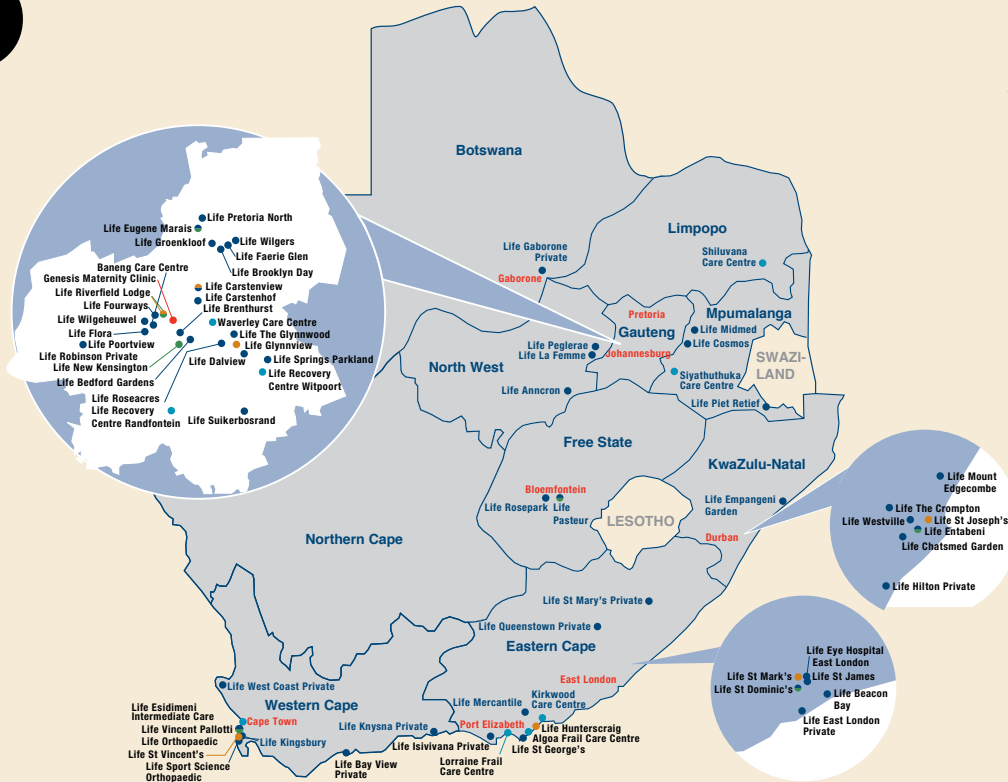 Botswana
Limpopo
Life Gaborone
Private
Gaborone
Shiluvana
Care Centre
Pretoria
Gauteng
Johannesburg
Mpumalanga
Life Midmed
Life Cosmos
Life Peglerae
Life La Femme
SWAZI-
LAND
Siyathuthuka
Care Centre
North West
Life Anncron
Life Piet Retief
Free State
KwaZulu-Natal
Bloemfontein
Life Rosepark
Life
Pasteur
LESOTHO
Life Empangeni
Garden
Durban
Northern Cape
Life St Mary's Private
Life Queenstown Private
Eastern Cape
East London
Life West Coast Private
Western Cape
Cape Town
Life Esidimeni
Intermediate Care
Life Vincent Pallotti
Life Orthopaedic
Life Kingsbury
Life St Vincent's
Life Sport Science
Orthopaedic
Life Bay View
Private
Life Knysna Private
Life Isivivana Private
Life Mercantile
Kirkwood
Care Centre
Port Elizabeth
Life Hunterscraig
Algoa Frail Care Centre
Life St George's
Lorraine Frail
Care Centre
Life Pretoria North
Life Eugene Marais
Life Groenkloof
Life Wilgers
Life Faerie Glen
Life Brooklyn Day
Baneng Care Centre
Genesis Maternity Clinic
Life Riverfield Lodge
Life Fourways
Life Wilgeheuwel
Life Flora
Life Poortview
Life Robinson Private
Life New Kensington
Life Bedford Gardens
Life Roseacres
Life Recovery
Centre Randfontein
Life Carstenview
Life Carstenhof
Life Brenthurst
Waverley Care Centre
Life The Glynnwood
Life Glynnview
Life Dalview
Life Springs Parkland
Life Recovery
Centre Witpoort
Life Suikerbosrand
Life Mount
Edgecombe
Life The Crompton
Life Westville
Life St Joseph's
Life Entabeni
Life Chatsmed Garden
Life Hilton Private
Life Eye Hospital
East London
Life St Mark's
Life St James
Life St Dominic's
Life Beacon
Bay
Life East London
Private